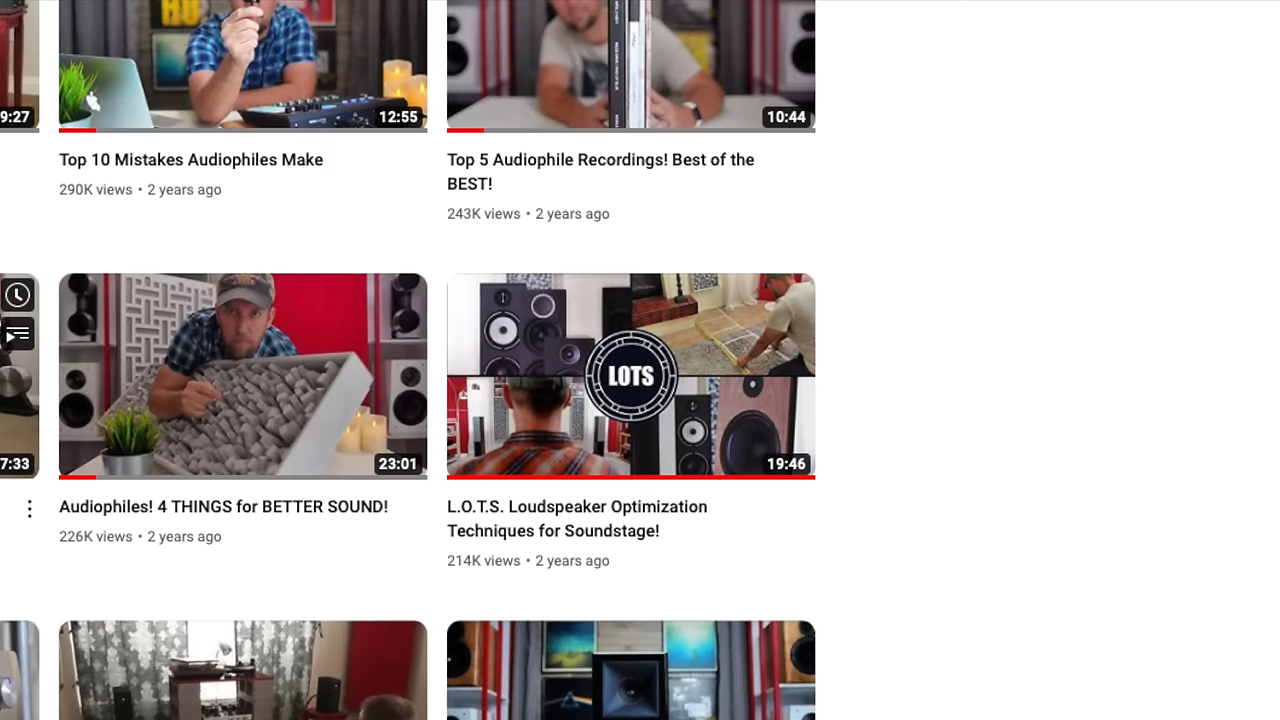 9:27
12:55
10:44
Top 10 Mistakes Audiophiles Make
290K views • 2 years ago
Top 5 Audiophile Recordings! Best of the
BEST!
243K views • 2 years ago
LOTS
7:33
23:01
19:46
Audiophiles! 4 THINGS for BETTER SOUND!
226K views • 2 years ago
L.O.T.S. Loudspeaker Optimization
Techniques for Soundstage!
214K views • 2 years ago